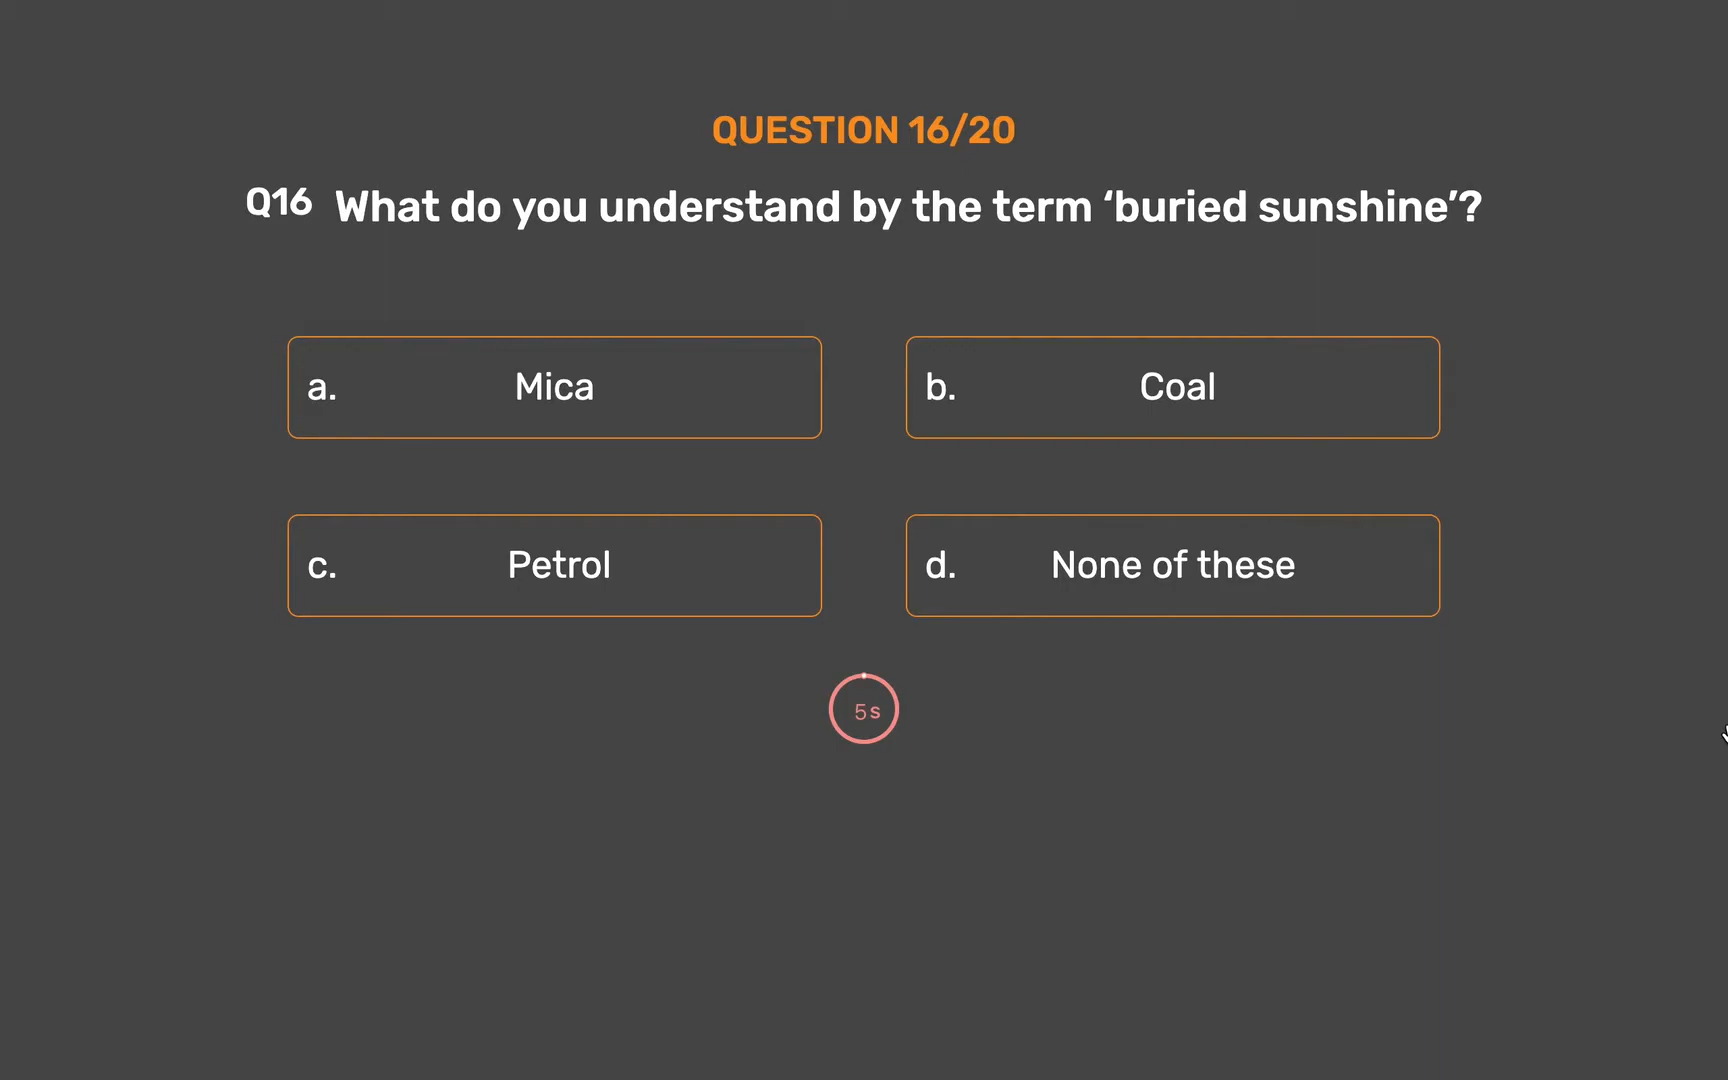 QUESTION 16/20
Q16 What do you understand by the term ‘buried sunshine’?
a. Mica
b. Coal
c. Petrol
d. None of these
5s